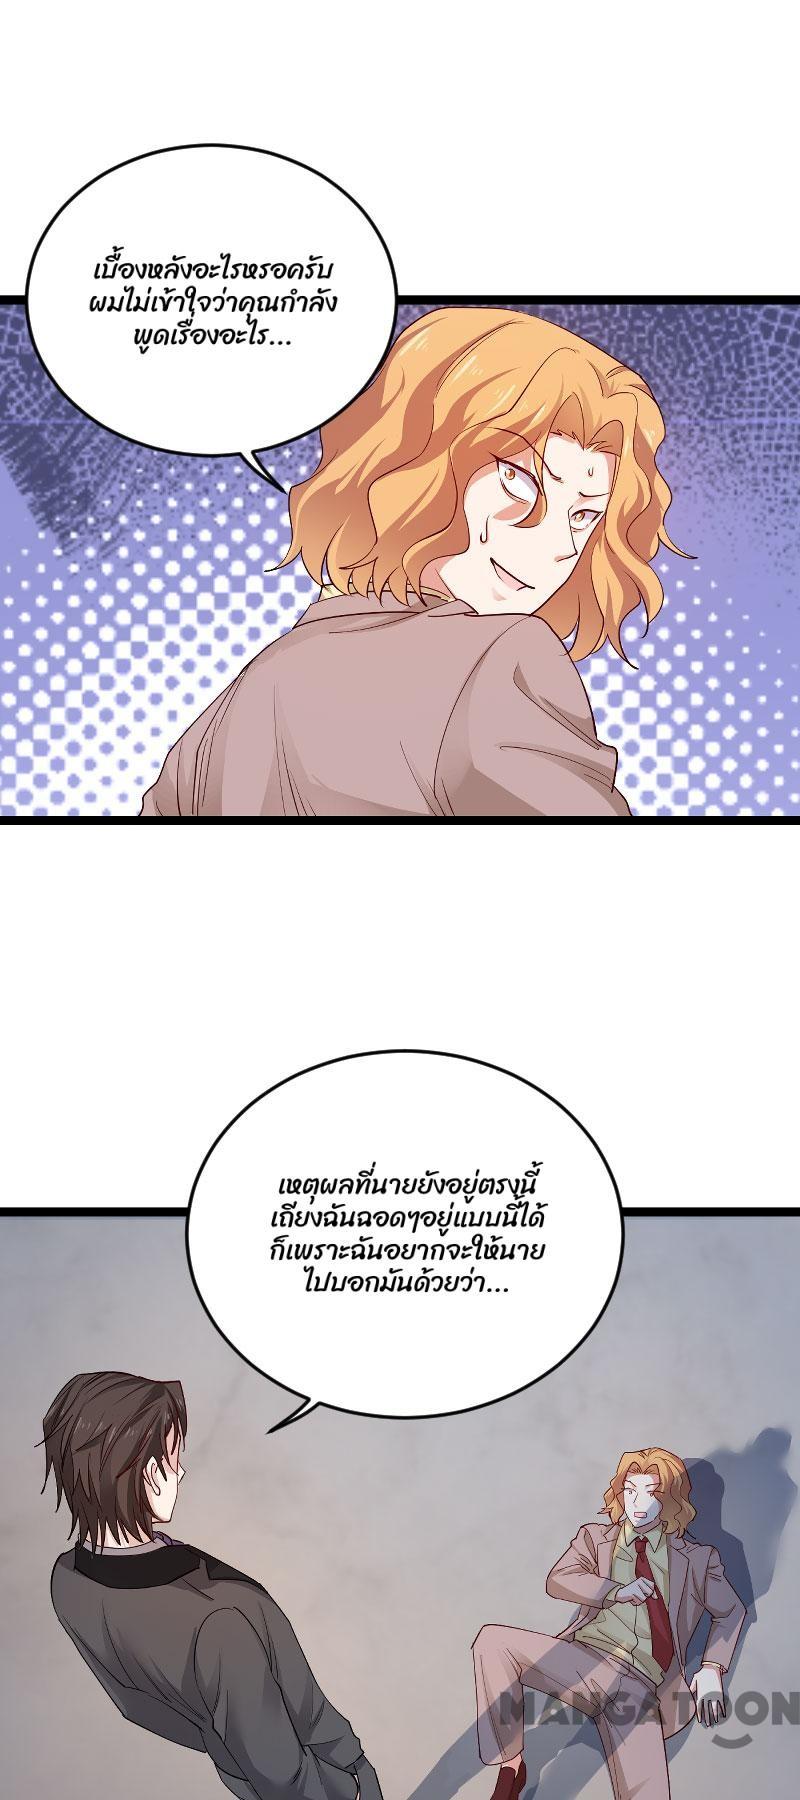 เบื้องหลังอะไรหรอครับ
ผมไม่เข้าใจว่าคุณกำลัง
พูดเรื่องอะไร...
เหตุผลที่นายยังอยู่ตรงนี้
เถียงฉันฉอดๆอยู่แบบนี้ได้
ก็เพราะฉันอยากจะให้นาย
ไปบอกมันด้วยว่า...
MANGATOON